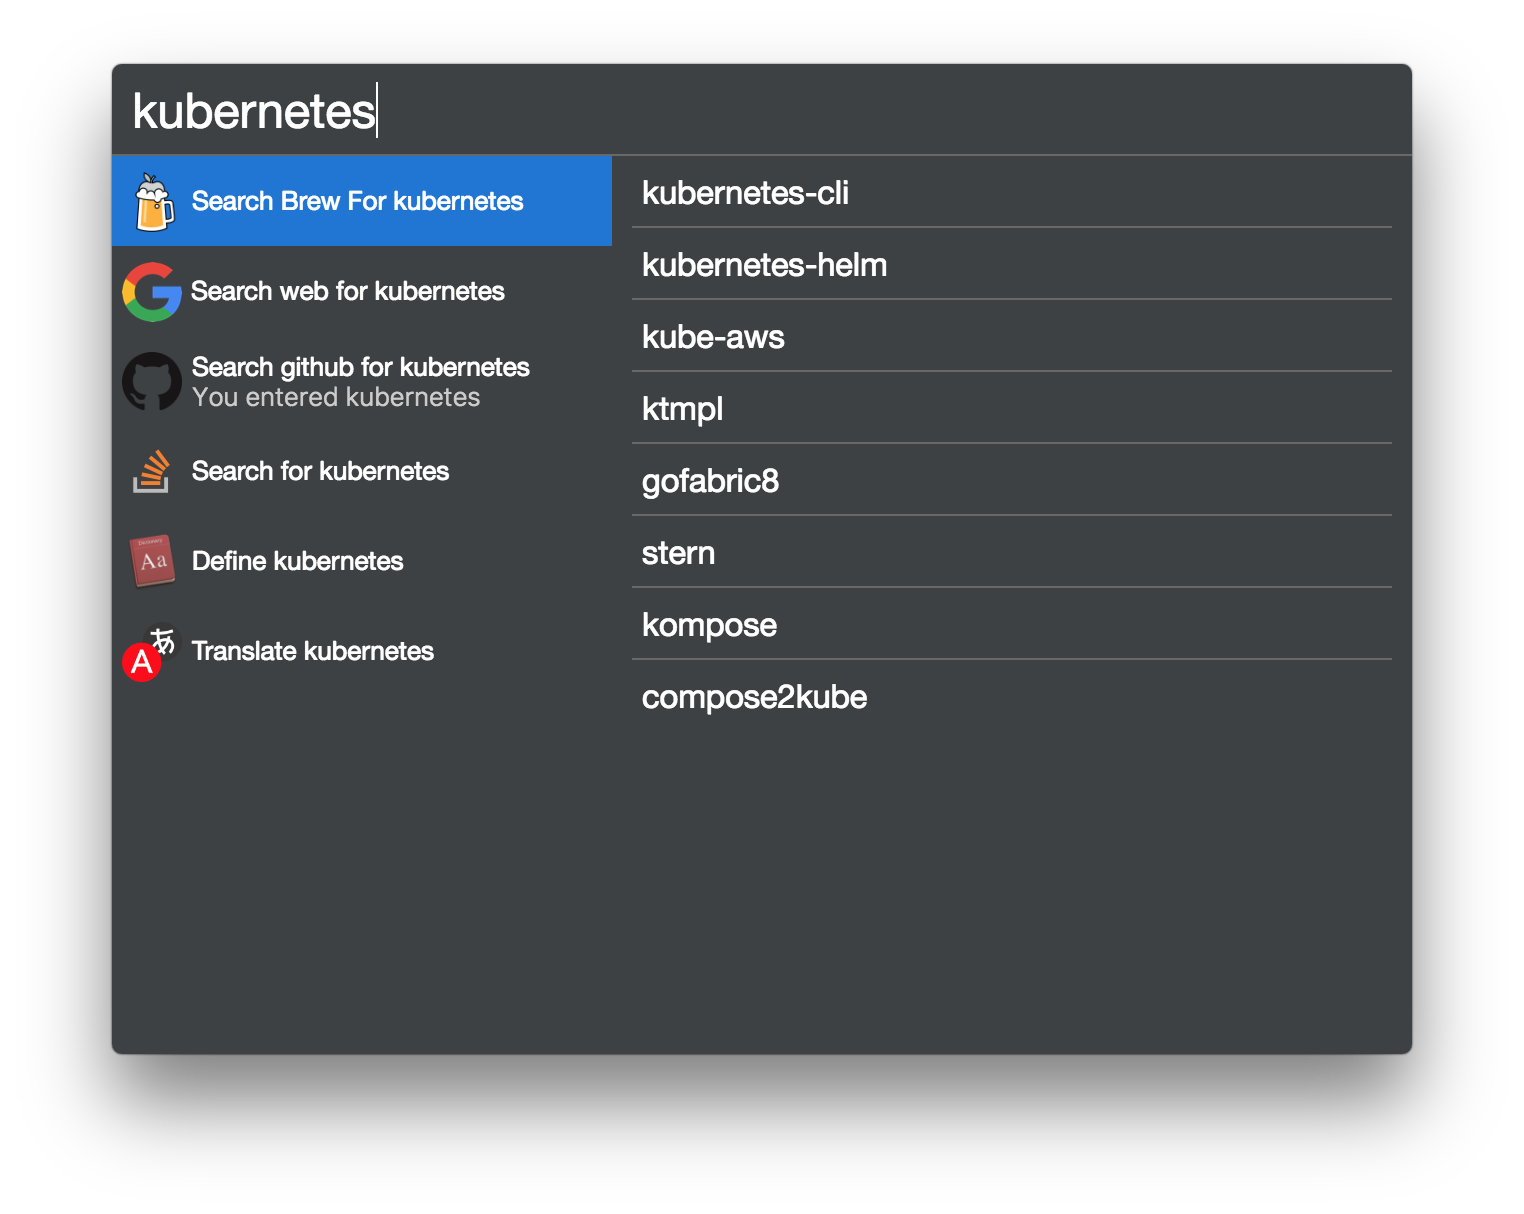 kubernetes
Search Brew For kubernetes
Search web for kubernetes
Search github for kubernetes
You entered kubernetes
Search for kubernetes
Dictionary
Aa
Define kubernetes
あ
A
Translate kubernetes
kubernetes-cli
kubernetes-helm
kube-aws
ktmpl
gofabric8
stern
kompose
compose2kube